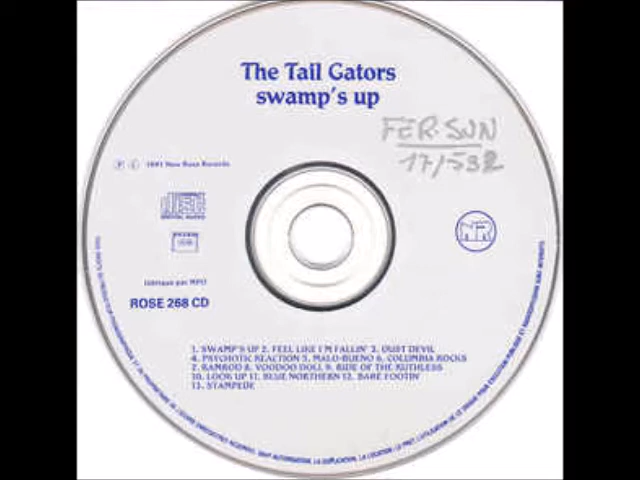 The Tail Gators
swamp's up
FER. SUN
17/532
℗ © 1991 New Rose Records
COMPACT
disc
DIGITAL AUDIO
NR
fabriqué par MPO
ROSE 268 CD
1. SWAMP'S UP 2. FEEL LIKE I'M FALLIN' 3. DUST DEVIL
4. PSYCHOTIC REACTION 5. MALO-BUENO 6. COLUMBIA ROCKS
7. RAMROD 8. VOODOO DOLL 9. RIDE OF THE RUTHLESS
10. LOOK UP 11. BLUE NORTHERN 12. BARE FOOTIN'
13. STAMPEDE